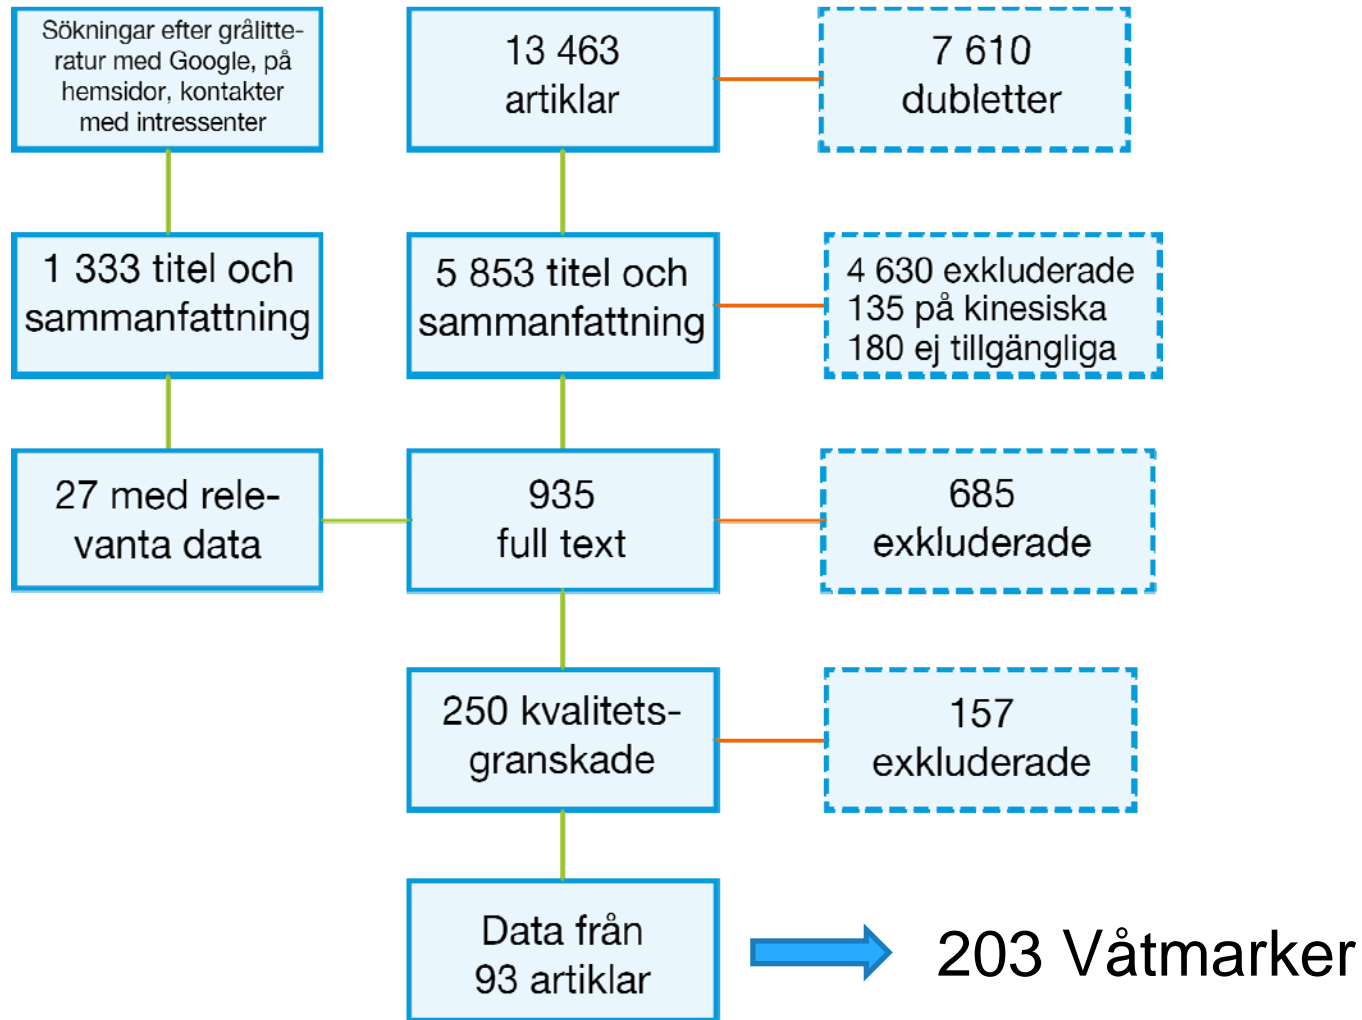 Sökningar efter grålitte-
ratur med Google, på
hemsidor, kontakter
med intressenter
13 463
artiklar
7 610
dubletter
1 333 titel och
sammanfattning
5 853 titel och
sammanfattning
4 630 exkluderade
135 på kinesiska
180 ej tillgängliga
27 med rele-
vanta data
935
full text
685
exkluderade
250 kvalitets-
granskade
157
exkluderade
Data från
93 artiklar
203 Våtmarker